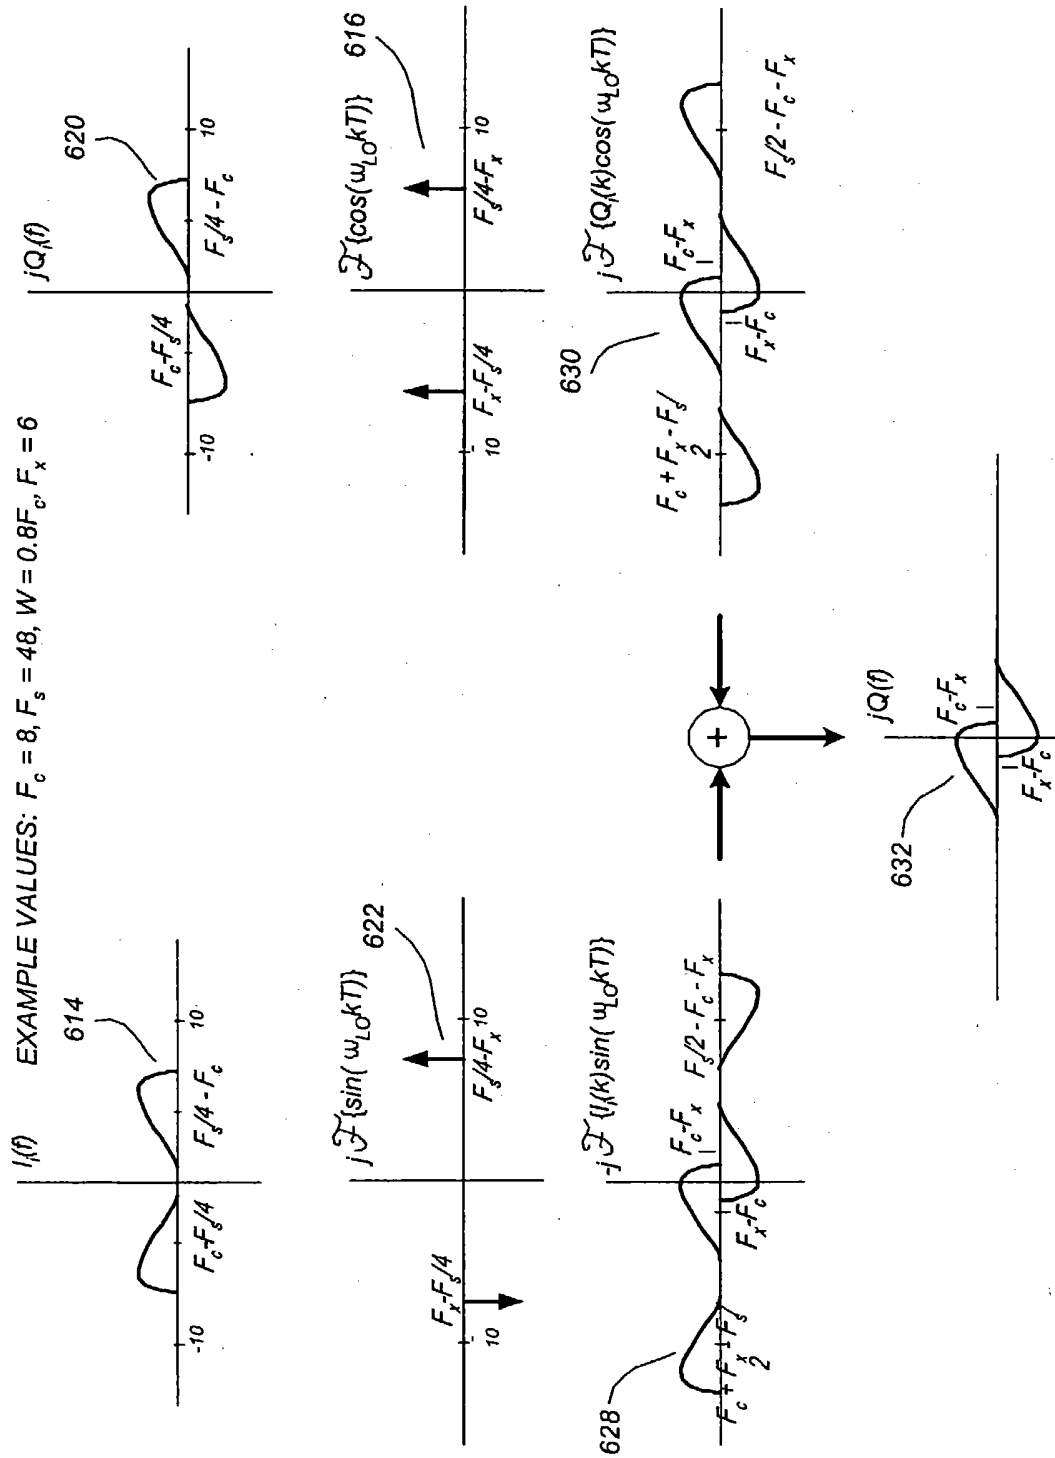 EXAMPLE VALUES: F_c = 8, F_s = 48, W = 0.8F_c, F_x = 6
I_i(f)
614
-10
10
F_c-F_s/4
F_s/4 - F_c
jQ_i(f)
620
F_c-F_s/4
F_s/4 - F_c
-10
10
jℱ{sin( ω_LO kT)}
622
F_x-F_s/4
-10
10
F_s/4-F_x
ℱ{cos(ω_LO kT)}
616
F_x-F_s/4
-10
10
F_s/4-F_x
-jℱ{I_i(k)sin( ω_LO kT)}
628
F_c + F_x - F_s/2
F_x-F_c
F_c-F_x
F_s/2 - F_c - F_x
jℱ{Q_i(k)cos(ω_LO kT)}
630
F_c + F_x - F_s/2
F_x-F_c
F_c-F_x
F_s/2 - F_c - F_x
+
jQ(f)
632
F_c-F_x
F_x-F_c